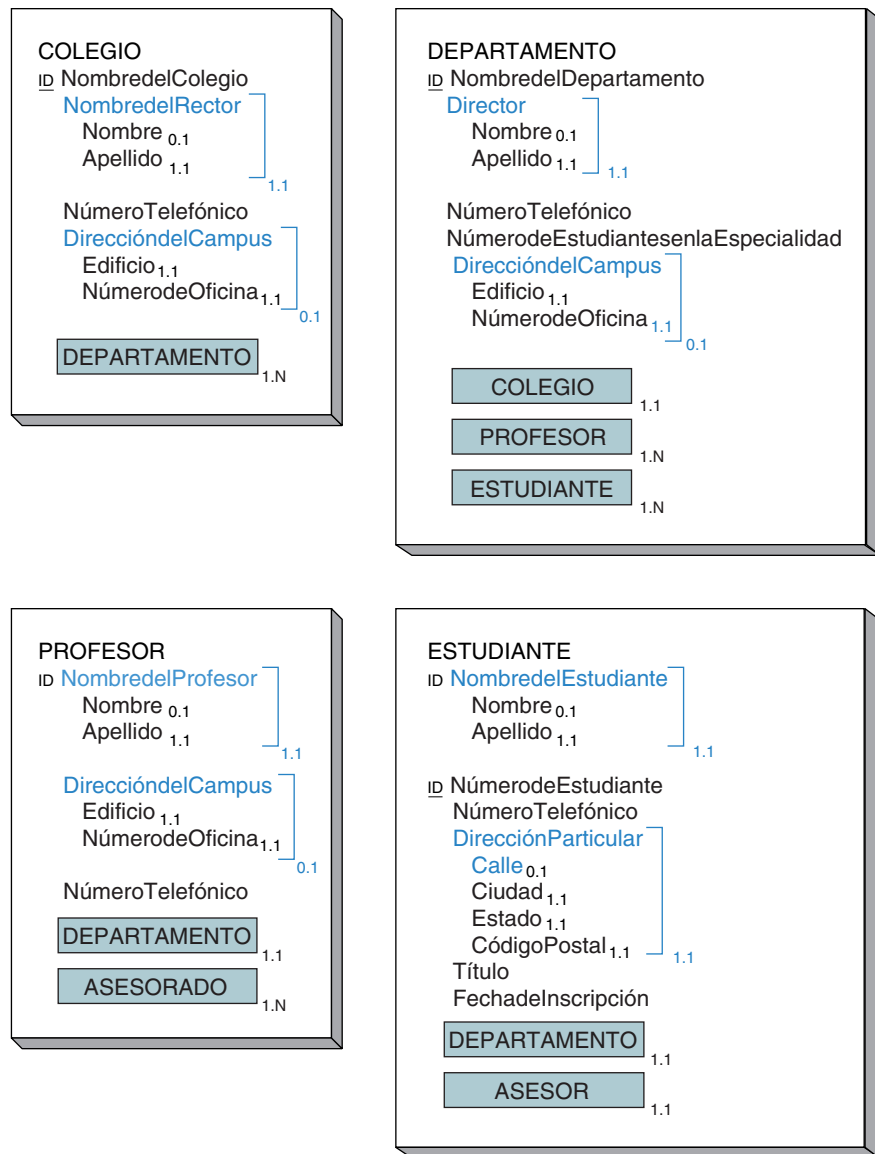 COLEGIO
ID NombredelColegio
NombredelRector
Nombre 0.1
Apellido 1.1
1.1
NúmeroTelefónico
DireccióndelCampus
Edificio 1.1
NúmerodeOficina 1.1
0.1
DEPARTAMENTO 1.N
DEPARTAMENTO
ID NombredelDepartamento
Director
Nombre 0.1
Apellido 1.1
1.1
NúmeroTelefónico
NúmerodeEstudiantesenlaEspecialidad
DireccióndelCampus
Edificio 1.1
NúmerodeOficina 1.1
0.1
COLEGIO 1.1
PROFESOR 1.N
ESTUDIANTE 1.N
PROFESOR
ID NombredelProfesor
Nombre 0.1
Apellido 1.1
1.1
DireccióndelCampus
Edificio 1.1
NúmerodeOficina 1.1
0.1
NúmeroTelefónico
DEPARTAMENTO 1.1
ASESORADO 1.N
ESTUDIANTE
ID NombredelEstudiante
Nombre 0.1
Apellido 1.1
1.1
ID NúmerodeEstudiante
NúmeroTelefónico
DirecciónParticular
Calle 0.1
Ciudad 1.1
Estado 1.1
CódigoPostal 1.1
1.1
Título
FechadeInscripción
DEPARTAMENTO 1.1
ASESOR 1.1